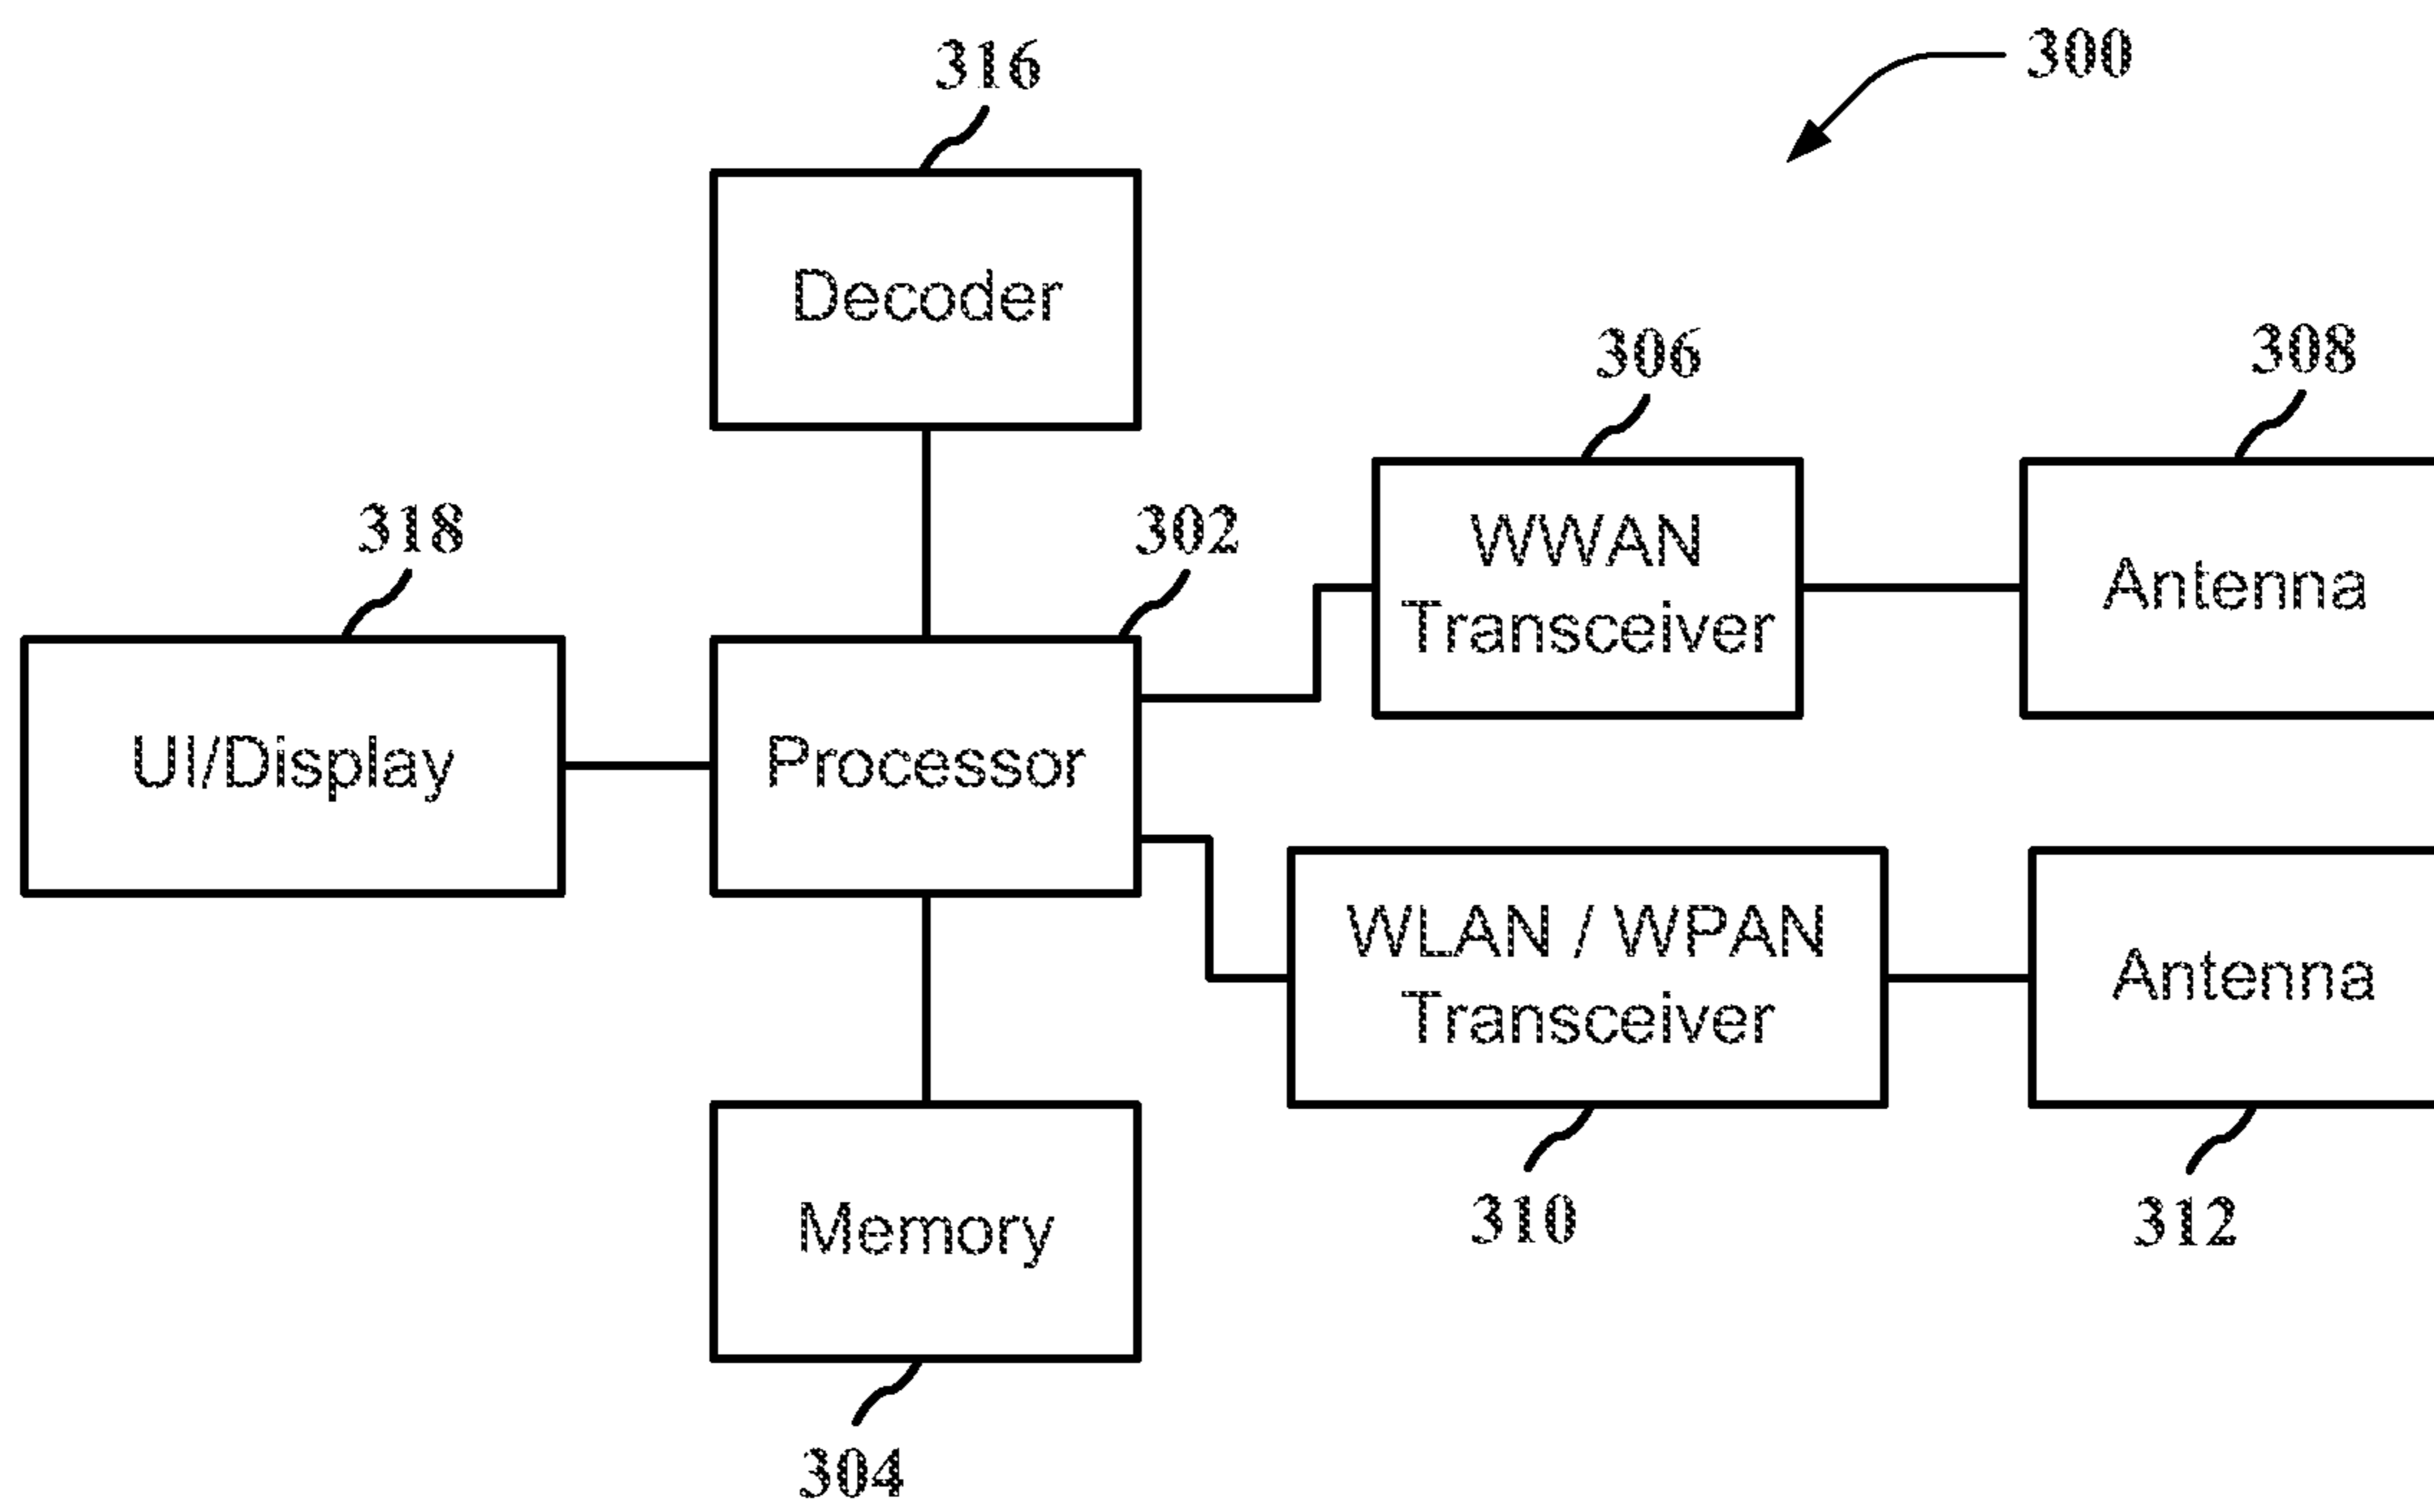 316
300
Decoder
306
308
318
302
WWAN
Transceiver
Antenna
UI/Display
Processor
WLAN / WPAN
Transceiver
Antenna
310
312
Memory
304